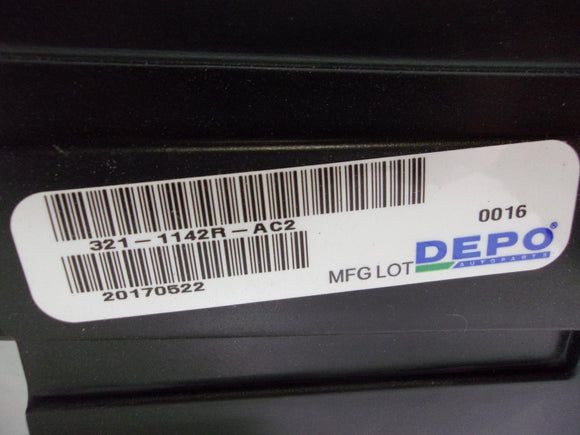 321-1142R-AC2
0016
20170522
MFG LOT
DEPO®
AUTOPARTS